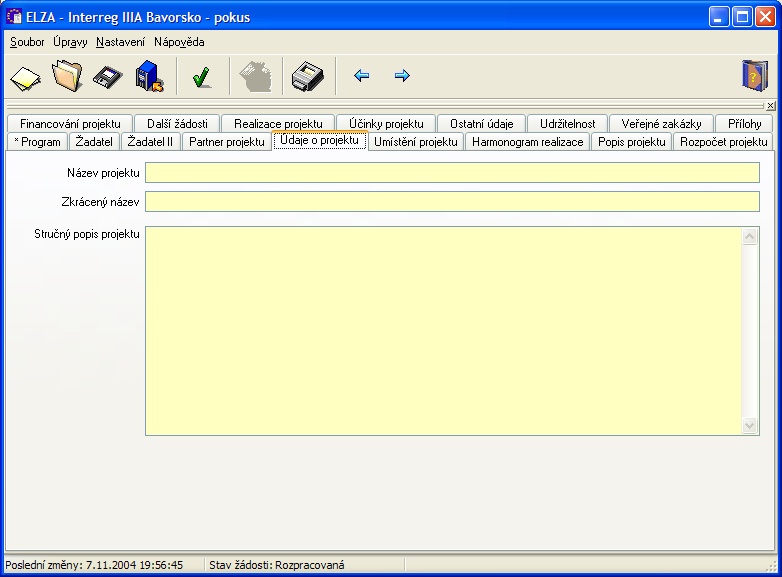 ELZA - Interreg IIIA Bavorsko - pokus
Soubor Úpravy Nastavení Nápověda
Financování projektu Další žádosti Realizace projektu Účinky projektu Ostatní údaje Udržitelnost Veřejné zakázky Přílohy
* Program Žadatel Žadatel II Partner projektu Údaje o projektu Umístění projektu Harmonogram realizace Popis projektu Rozpočet projektu
Název projektu
Zkrácený název
Stručný popis projektu
Poslední změny: 7.11.2004 19:56:45 Stav žádosti: Rozpracovaná